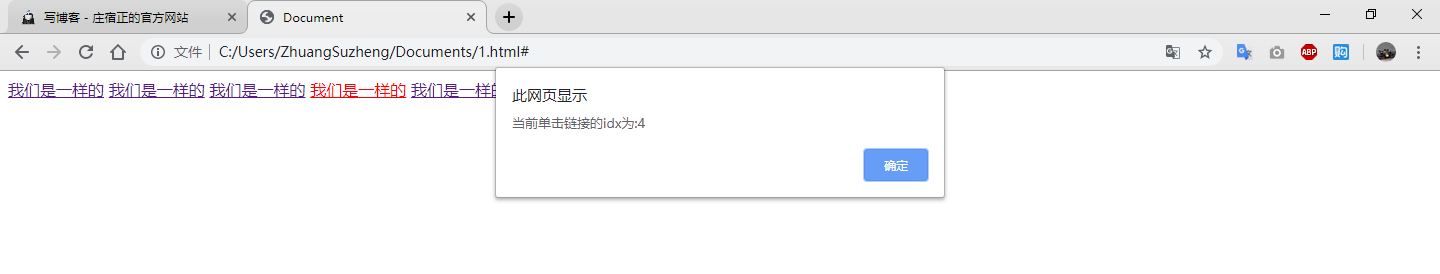 写博客 - 庄宿正的官方网站
Document
文件
C:/Users/ZhuangSuzheng/Documents/1.html#
ABP
购
我们是一样的 我们是一样的 我们是一样的 我们是一样的 我们是一样的
此网页显示
当前单击链接的idx为:4
确定